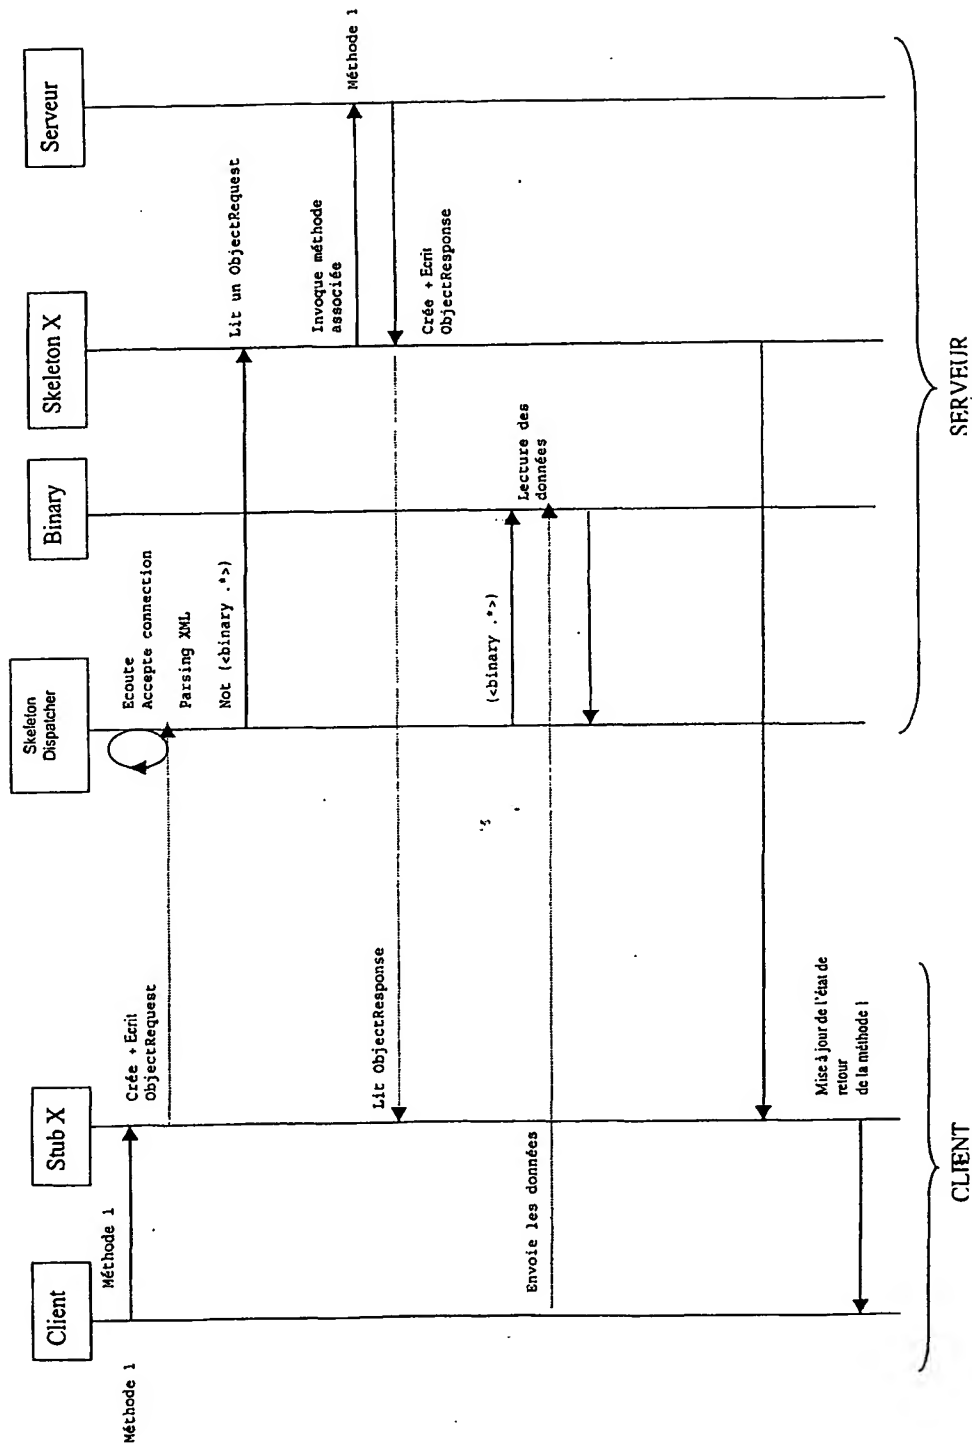 Client
Stub X
Skeleton
Dispatcher
Binary
Skeleton X
Serveur
Méthode 1
Méthode 1
Crée + Ecrit
ObjectRequest
Ecoute
Accepte connection
Parsing XML
Not (<binary .*>)
Lit un ObjectRequest
Invoque méthode
associée
Méthode 1
Crée + Ecrit
ObjectResponse
Lit ObjectResponse
(<binary .*>)
Lecture des
données
Envoie les données
Mise à jour de l'état de
retour
de la méthode 1
CLIENT
SERVEUR